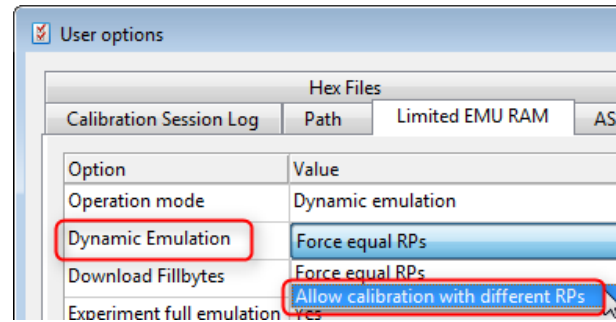 User options
Hex Files
Calibration Session Log Path Limited EMU RAM AS
Option Value
Operation mode Dynamic emulation
Dynamic Emulation Force equal RPs
Download Fillbytes Force equal RPs
Allow calibration with different RPs
Experiment full emulation Yes